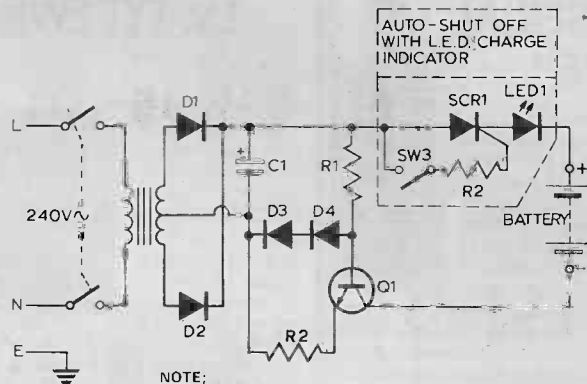 AUTO-SHUT OFF
WITH L.E.D. CHARGE
INDICATOR
D1
SCR1
LED1
L
+
C1
R1
SW3
R2
+
240V~
D3
D4
BATTERY
-
Q1
N
D2
R2
E
NOTE;